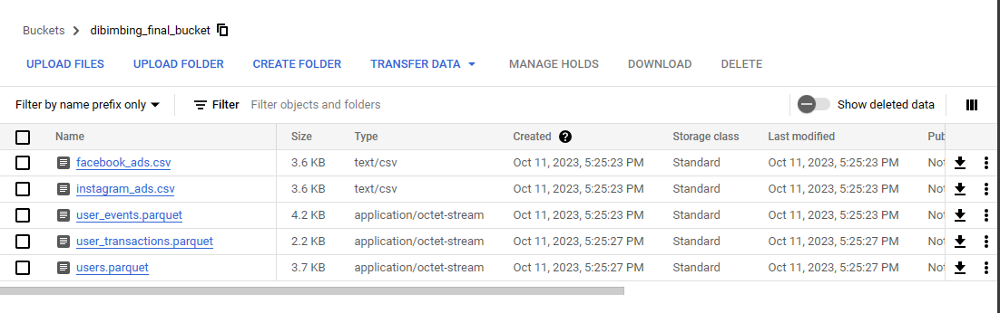 Buckets > dibimbing_final_bucket
UPLOAD FILES UPLOAD FOLDER CREATE FOLDER TRANSFER DATA MANAGE HOLDS DOWNLOAD DELETE
Filter by name prefix only Filter Filter objects and folders Show deleted data
Name Size Type Created ? Storage class Last modified Pub
facebook_ads.csv 3.6 KB text/csv Oct 11, 2023, 5:25:23 PM Standard Oct 11, 2023, 5:25:23 PM Not
instagram_ads.csv 3.6 KB text/csv Oct 11, 2023, 5:25:23 PM Standard Oct 11, 2023, 5:25:23 PM Not
user_events.parquet 4.2 KB application/octet-stream Oct 11, 2023, 5:25:23 PM Standard Oct 11, 2023, 5:25:23 PM Not
user_transactions.parquet 2.2 KB application/octet-stream Oct 11, 2023, 5:25:27 PM Standard Oct 11, 2023, 5:25:27 PM Not
users.parquet 3.7 KB application/octet-stream Oct 11, 2023, 5:25:27 PM Standard Oct 11, 2023, 5:25:27 PM Not